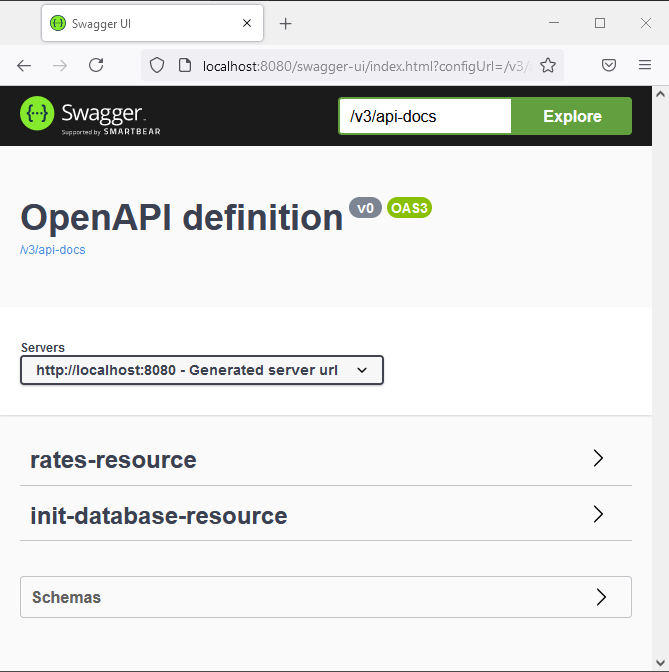 Swagger UI
localhost:8080/swagger-ui/index.html?configUrl=/v3/
Swagger
Supported by SMARTBEAR
/v3/api-docs
Explore
OpenAPI definition v0 OAS3
/v3/api-docs
Servers
http://localhost:8080 - Generated server url
rates-resource
init-database-resource
Schemas